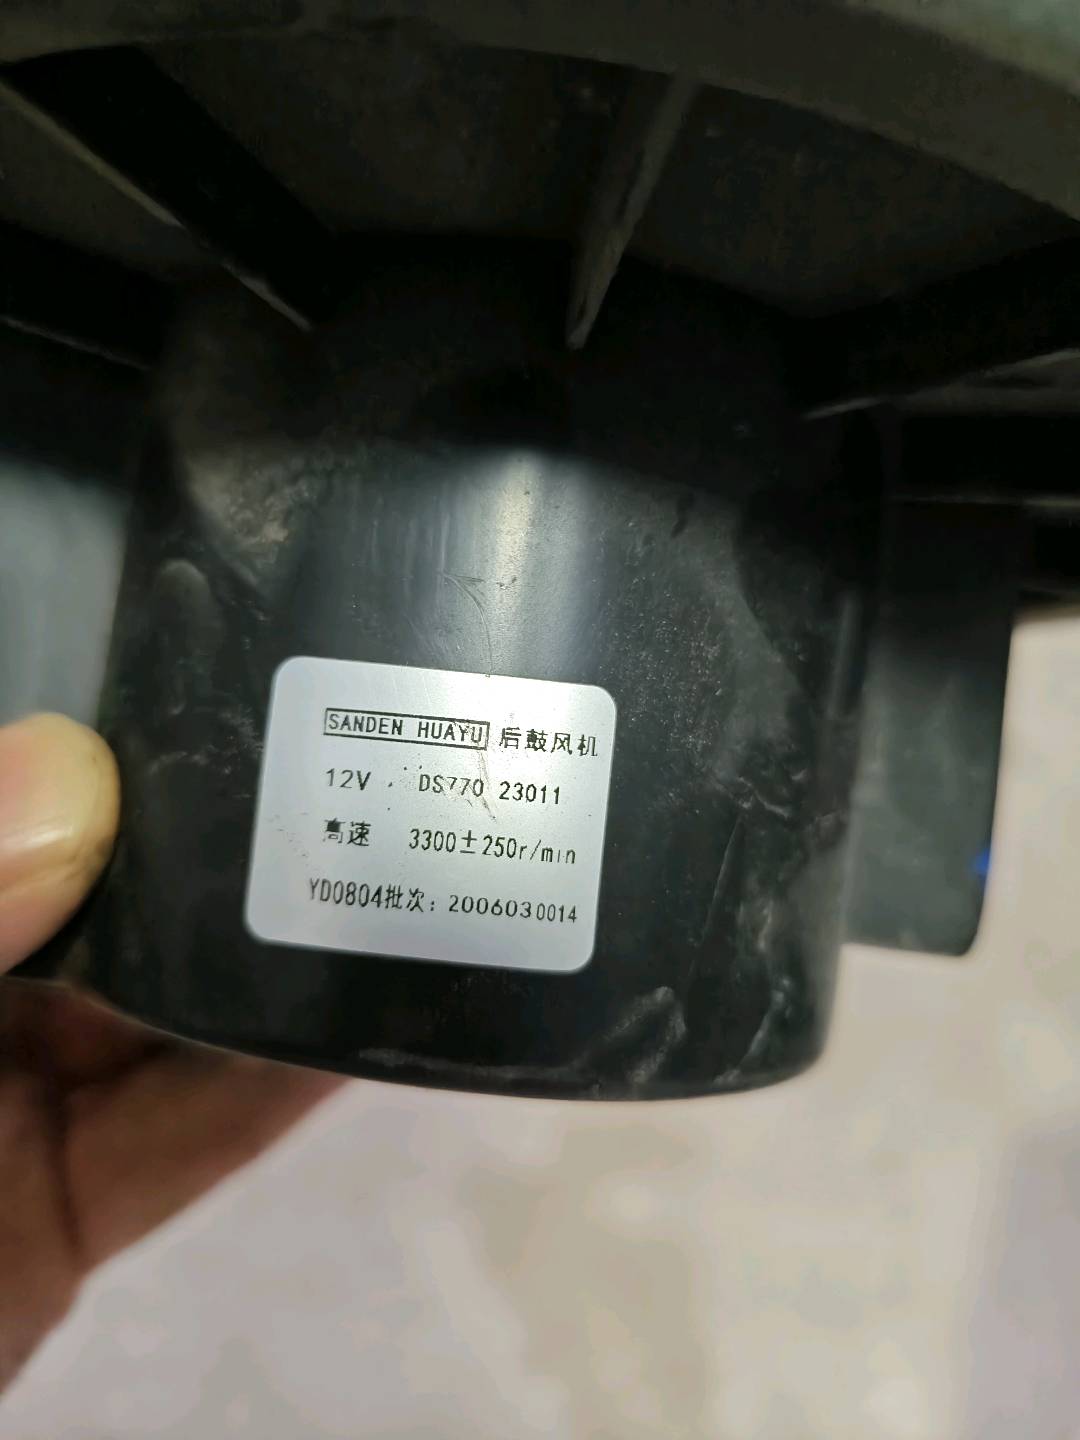 SANDEN HUAYU 后鼓风机
12V DS770 23011
高速 3300±250r/min
YD0804批次：2006030014